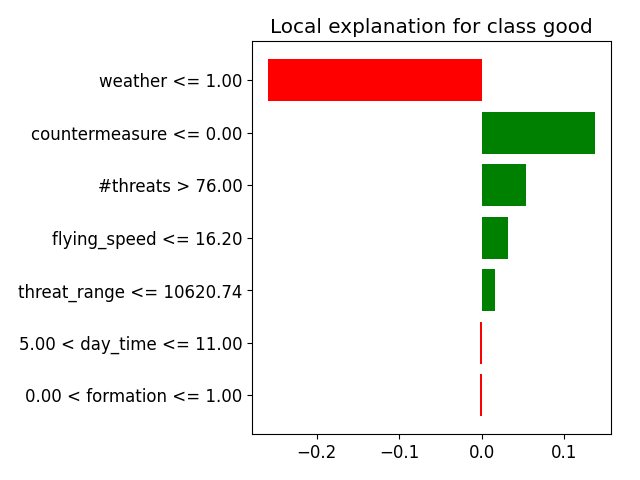 Local explanation for class good
weather <= 1.00
countermeasure <= 0.00
#threats > 76.00
flying_speed <= 16.20
threat_range <= 10620.74
5.00 < day_time <= 11.00
0.00 < formation <= 1.00
−0.2 −0.1 0.0 0.1